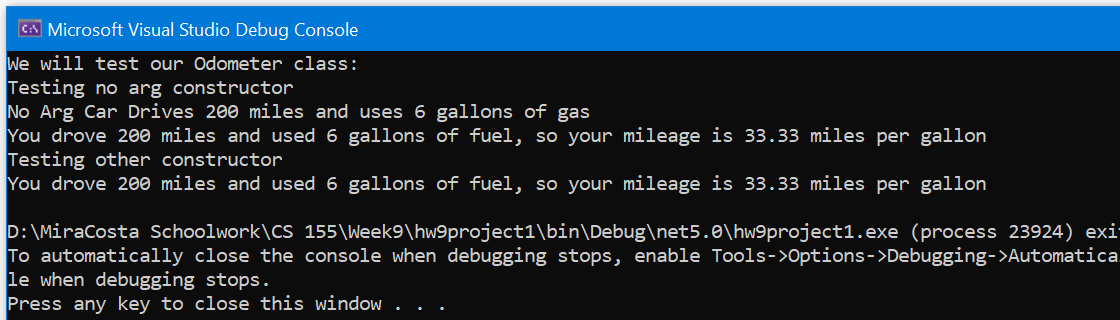 C:\ Microsoft Visual Studio Debug Console
We will test our Odometer class:
Testing no arg constructor
No Arg Car Drives 200 miles and uses 6 gallons of gas
You drove 200 miles and used 6 gallons of fuel, so your mileage is 33.33 miles per gallon
Testing other constructor
You drove 200 miles and used 6 gallons of fuel, so your mileage is 33.33 miles per gallon
D:\MiraCosta Schoolwork\CS 155\Week9\hw9project1\bin\Debug\net5.0\hw9project1.exe (process 23924) exi
To automatically close the console when debugging stops, enable Tools->Options->Debugging->Automatica
le when debugging stops.
Press any key to close this window . . .